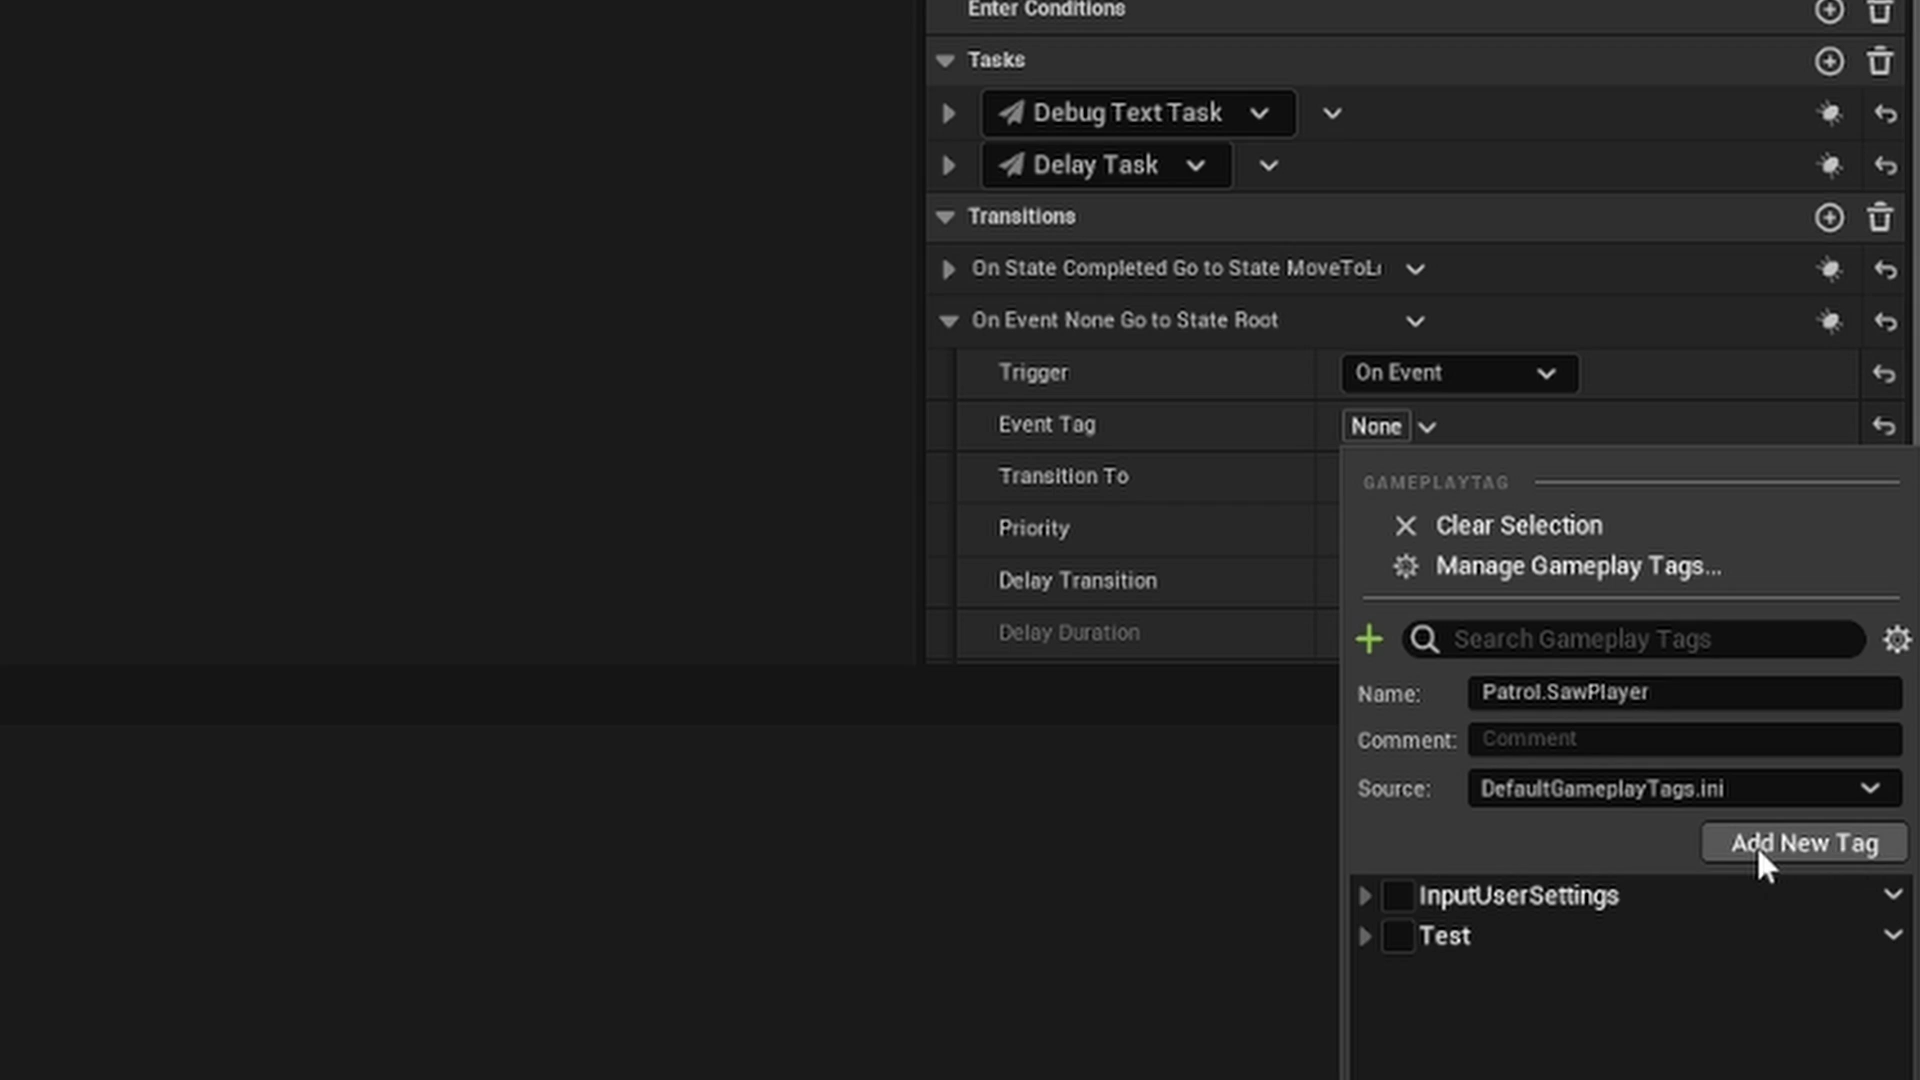 Enter Conditions
Tasks
Debug Text Task
Delay Task
Transitions
On State Completed Go to State MoveToL
On Event None Go to State Root
Trigger
On Event
Event Tag
None
Transition To
Priority
Delay Transition
Delay Duration
GAMEPLAYTAG
Clear Selection
Manage Gameplay Tags...
Search Gameplay Tags
Name:
Patrol.SawPlayer
Comment:
Comment
Source:
DefaultGameplayTags.ini
Add New Tag
InputUserSettings
Test